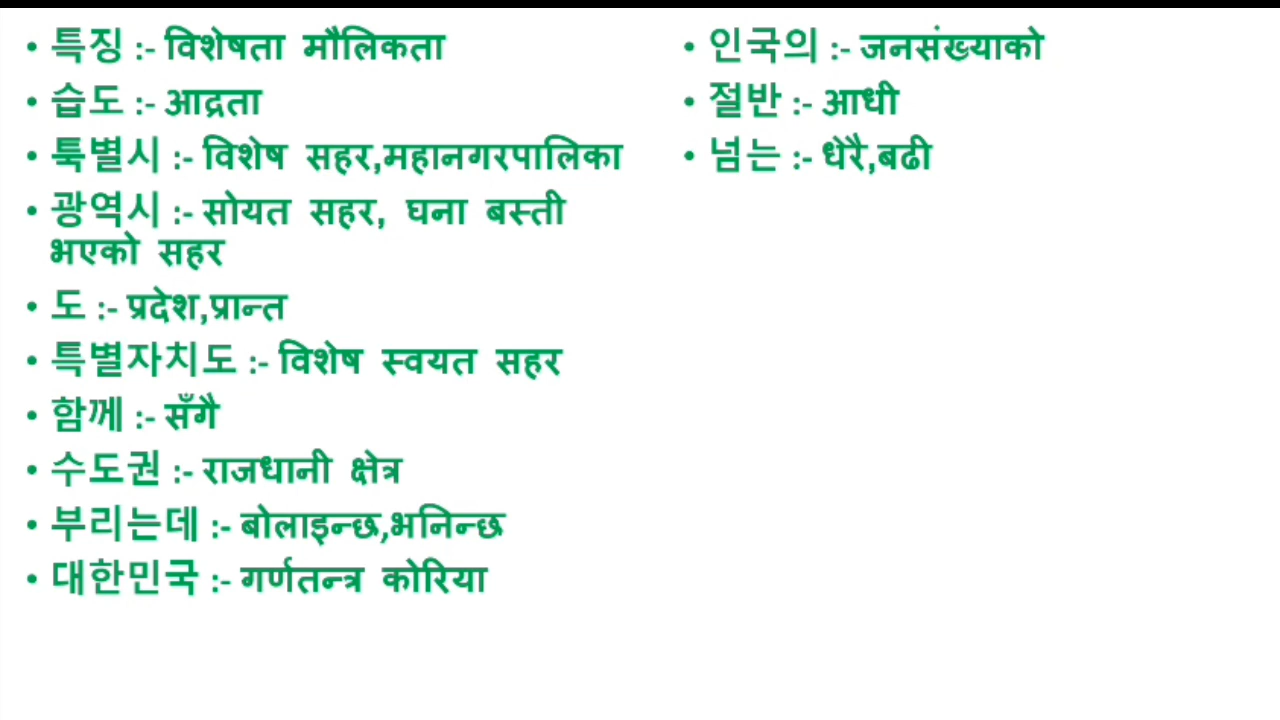 • 특징 :- विशेषता मौलिकता
• 습도 :- आद्रता
• 툭별시 :- विशेष सहर,महानगरपालिका
• 광역시 :- सोयत सहर, घना बस्ती
भएको सहर
• 도 :- प्रदेश,प्रान्त
• 특별자치도 :- विशेष स्वयत सहर
• 함께 :- सँगै
• 수도권 :- राजधानी क्षेत्र
• 부리는데 :- बोलाइन्छ,भनिन्छ
• 대한민국 :- गर्णतन्त्र कोरिया
• 인국의 :- जनसंख्याको
• 절반 :- आधी
• 넘는 :- धेरै,बढी